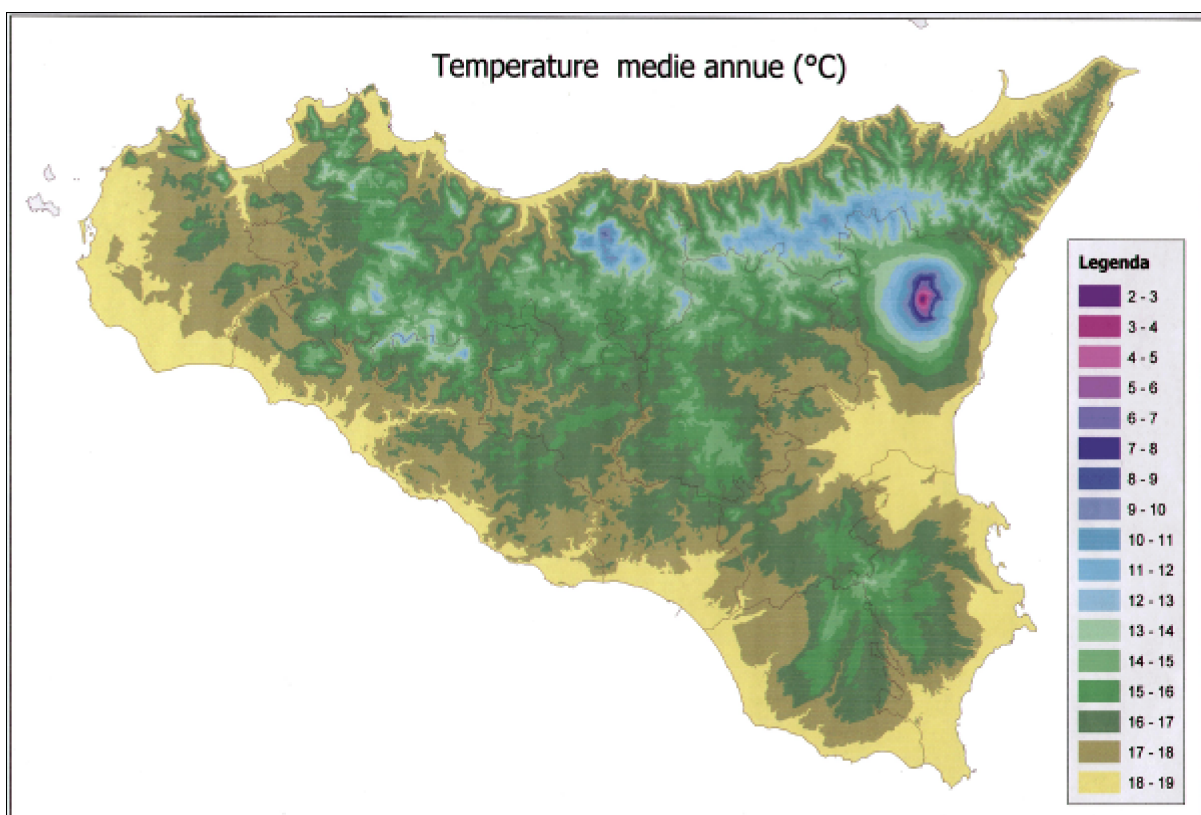 Temperature medie annue (°C)
Legenda
2 - 3
3 - 4
4 - 5
5 - 6
6 - 7
7 - 8
8 - 9
9 - 10
10 - 11
11 - 12
12 - 13
13 - 14
14 - 15
15 - 16
16 - 17
17 - 18
18 - 19